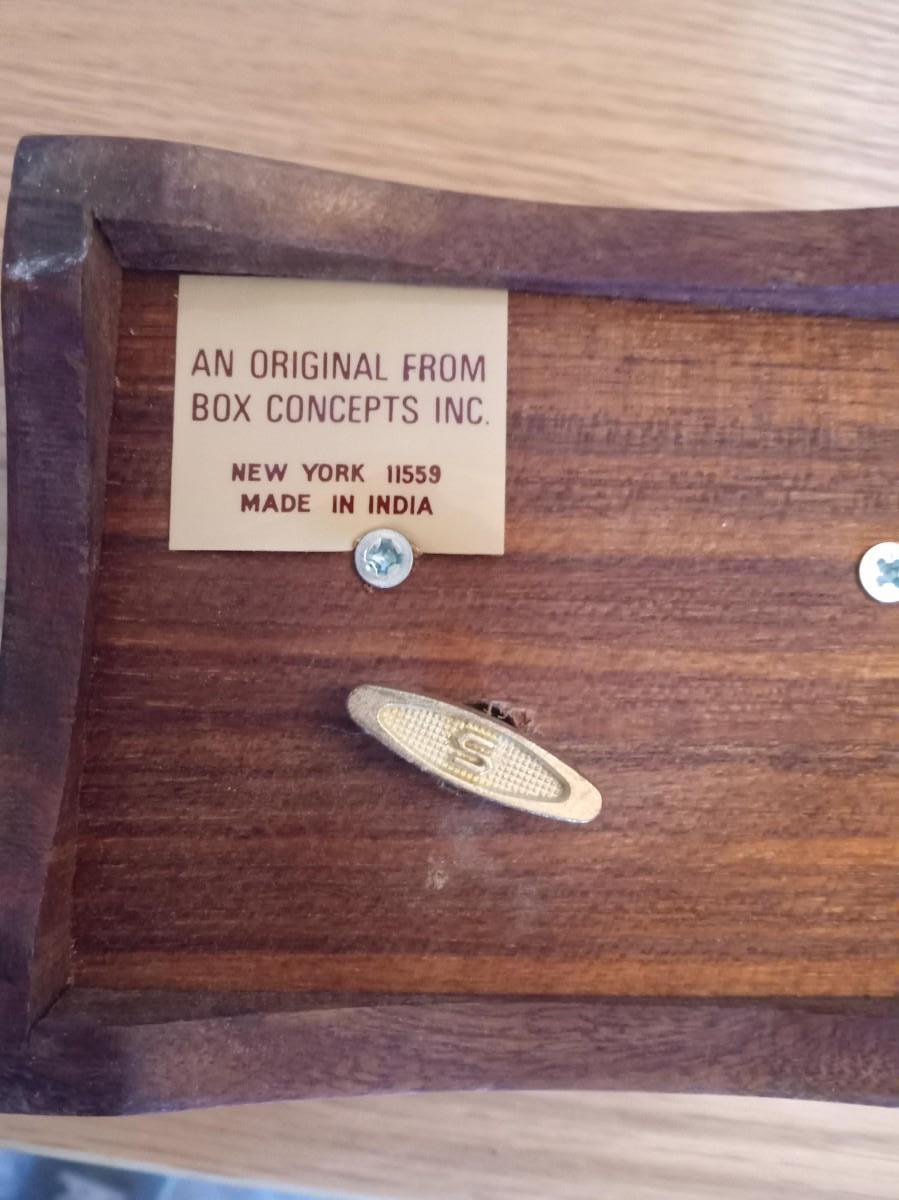 AN ORIGINAL FROM
BOX CONCEPTS INC.
NEW YORK 11559
MADE IN INDIA
S